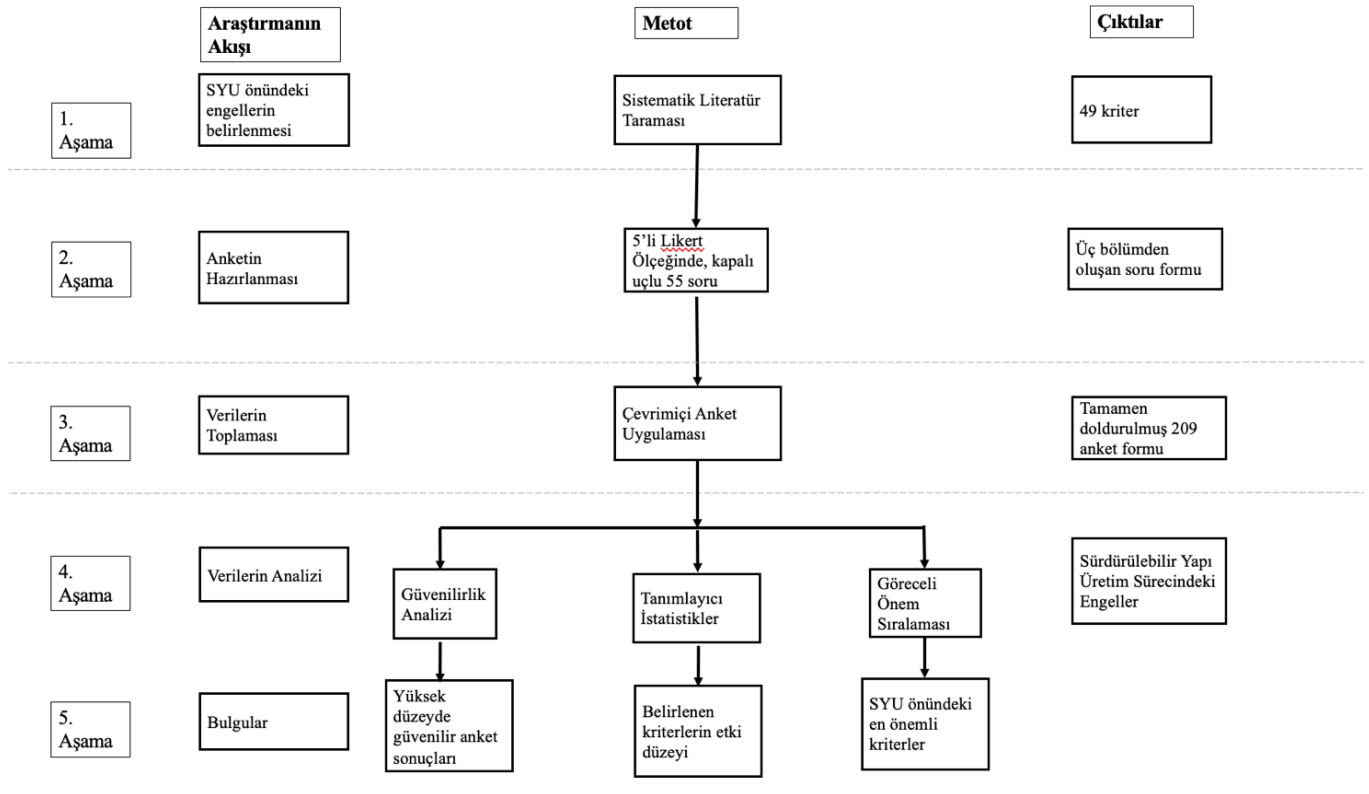 Araştırmanın
Akışı
Metot
Çıktılar
1.
Aşama
SYU önündeki
engellerin
belirlenmesi
Sistematik Literatür
Taraması
49 kriter
2.
Aşama
Anketin
Hazırlanması
5’li Likert
Ölçeğinde, kapalı
uçlu 55 soru
Üç bölümden
oluşan soru formu
3.
Aşama
Verilerin
Toplaması
Çevrimiçi Anket
Uygulaması
Tamamen
doldurulmuş 209
anket formu
4.
Aşama
Verilerin Analizi
Güvenilirlik
Analizi
Tanımlayıcı
İstatistikler
Göreceli
Önem
Sıralaması
Sürdürülebilir Yapı
Üretim Sürecindeki
Engeller
5.
Aşama
Bulgular
Yüksek
düzeyde
güvenilir anket
sonuçları
Belirlenen
kriterlerin etki
düzeyi
SYU önündeki
en önemli
kriterler